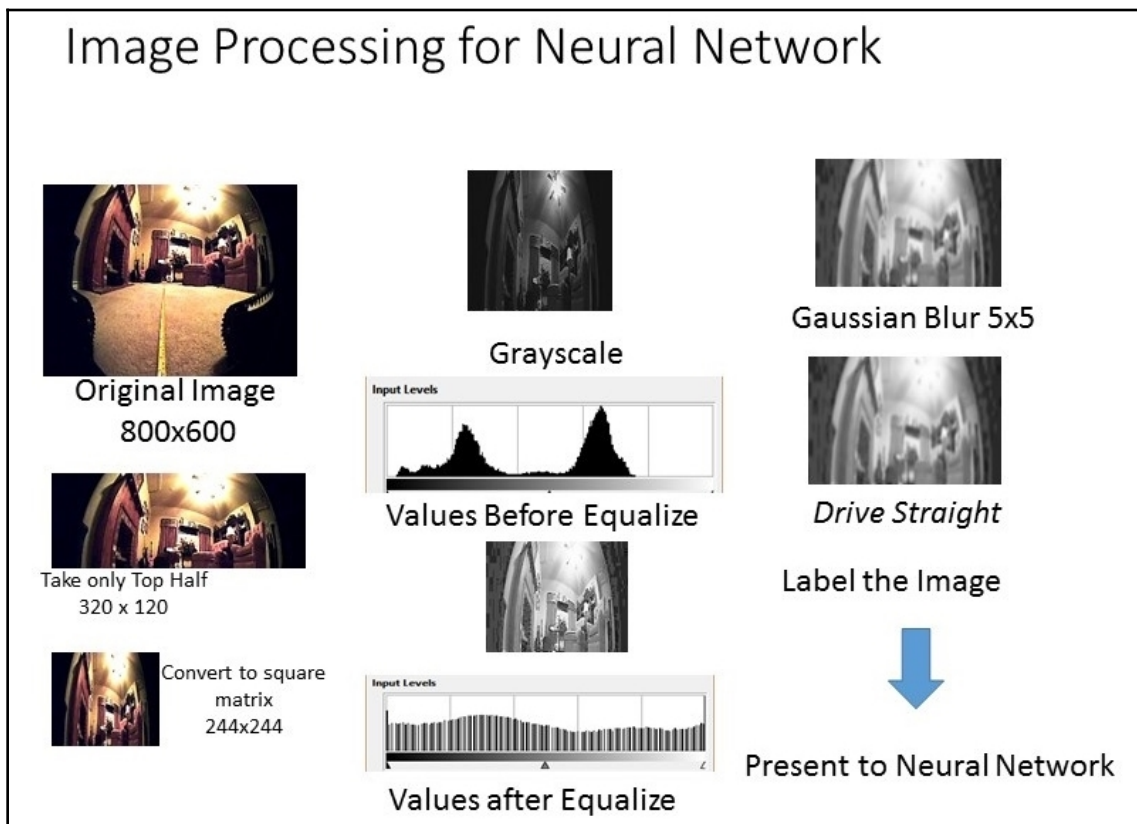 Image Processing for Neural Network
Original Image
800x600
Take only Top Half
320 x 120
Convert to square
matrix
244x244
Grayscale
Input Levels
Values Before Equalize
Input Levels
Values after Equalize
Gaussian Blur 5x5
Drive Straight
Label the Image
Present to Neural Network